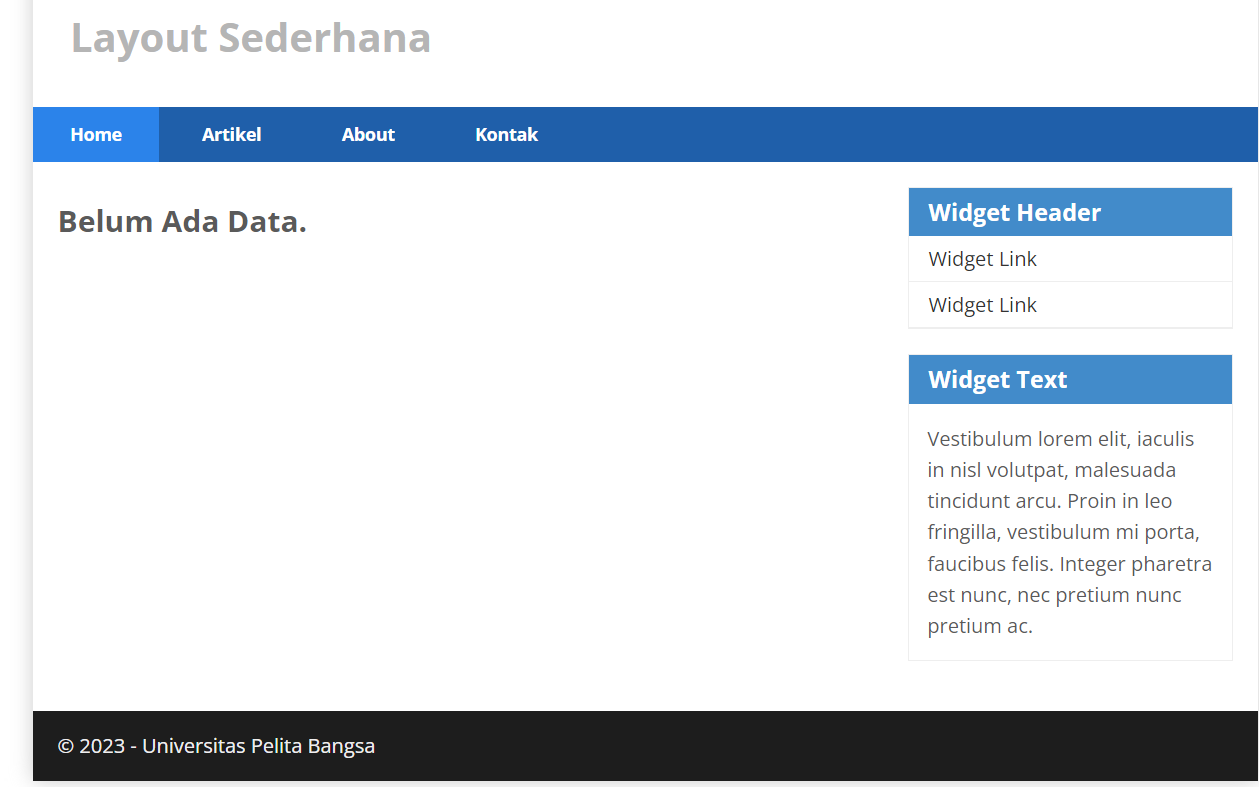 Layout Sederhana
Home Artikel About Kontak
Belum Ada Data.
Widget Header
Widget Link
Widget Link
Widget Text
Vestibulum lorem elit, iaculis
in nisl volutpat, malesuada
tincidunt arcu. Proin in leo
fringilla, vestibulum mi porta,
faucibus felis. Integer pharetra
est nunc, nec pretium nunc
pretium ac.
© 2023 - Universitas Pelita Bangsa